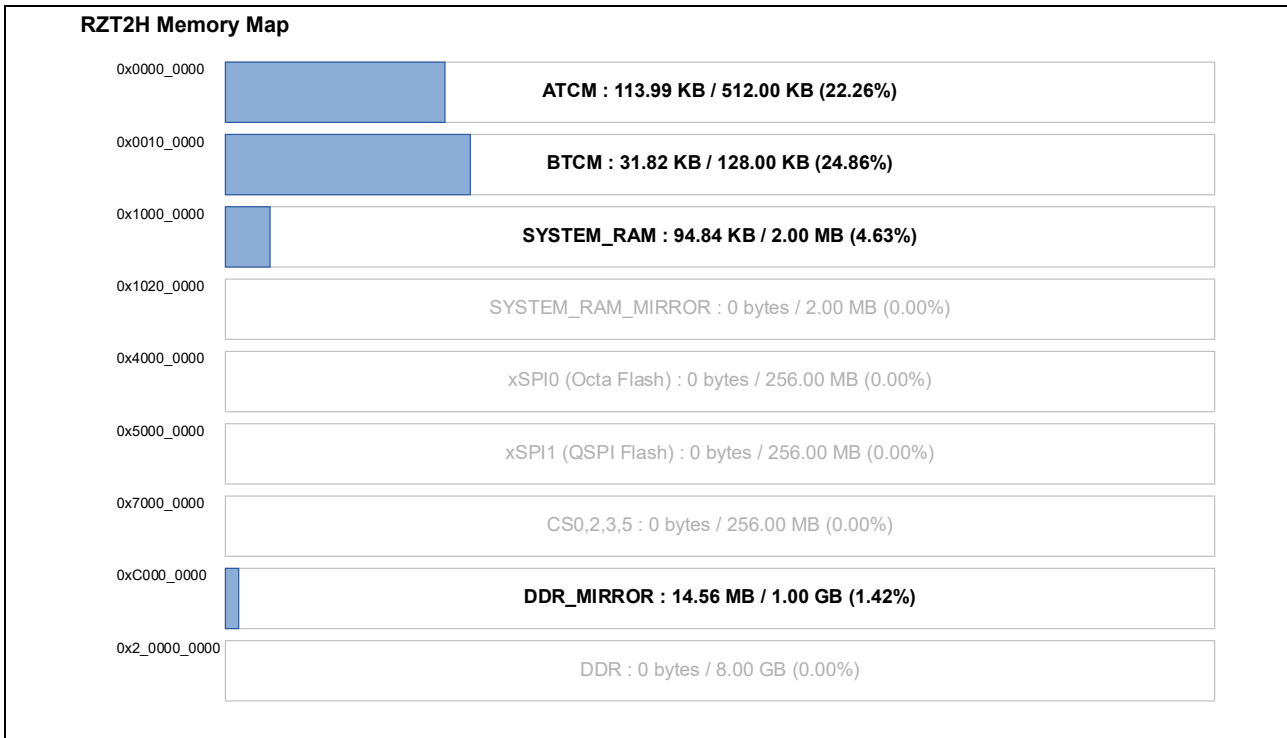 RZT2H Memory Map
0x0000_0000
ATCM : 113.99 KB / 512.00 KB (22.26%)
0x0010_0000
BTCM : 31.82 KB / 128.00 KB (24.86%)
0x1000_0000
SYSTEM_RAM : 94.84 KB / 2.00 MB (4.63%)
0x1020_0000
SYSTEM_RAM_MIRROR : 0 bytes / 2.00 MB (0.00%)
0x4000_0000
xSPI0 (Octa Flash) : 0 bytes / 256.00 MB (0.00%)
0x5000_0000
xSPI1 (QSPI Flash) : 0 bytes / 256.00 MB (0.00%)
0x7000_0000
CS0,2,3,5 : 0 bytes / 256.00 MB (0.00%)
0xC000_0000
DDR_MIRROR : 14.56 MB / 1.00 GB (1.42%)
0x2_0000_0000
DDR : 0 bytes / 8.00 GB (0.00%)